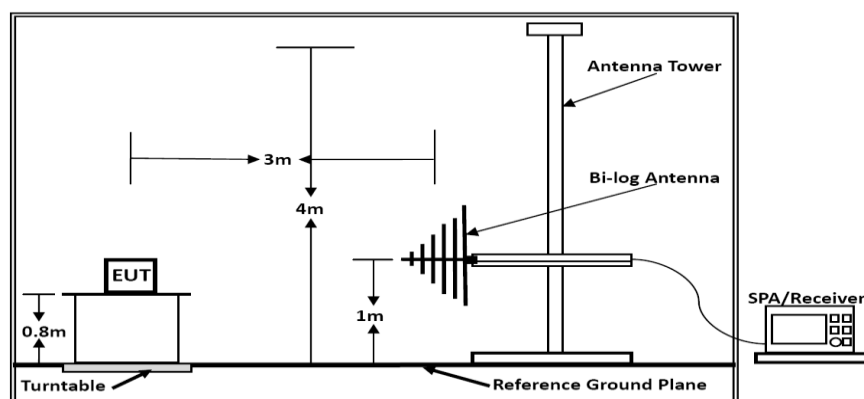 Antenna Tower
3m
Bi-log Antenna
4m
EUT
SPA/Receiver
0.8m
1m
Turntable
Reference Ground Plane